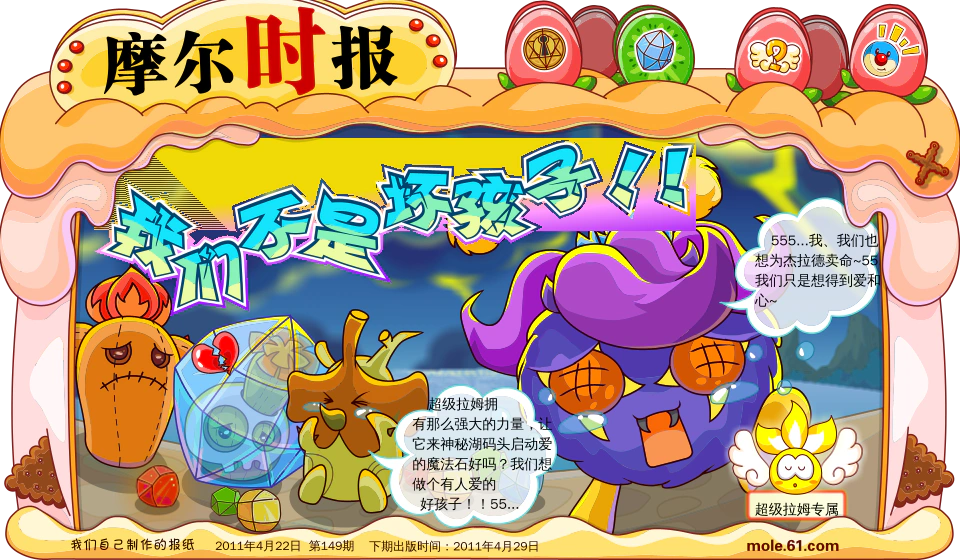 摩尔时报
我们不是坏孩子！！
555...我、我们也
想为杰拉德卖命~55
我们只是想得到爱和
心~
超级拉姆拥
有那么强大的力量，让
它来神秘湖码头启动爱
的魔法石好吗？我们想
做个有人爱的
好孩子！！55...
超级拉姆专属
我们自己制作的报纸 2011年4月22日 第149期 下期出版时间：2011年4月29日
mole.61.com